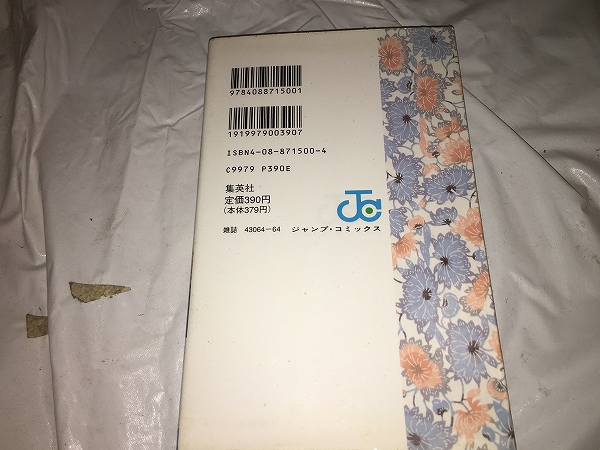 9784088715001
1919979003907
ISBN4-08-871500-4
C9979 P390E
集英社
定価390円
(本体379円)
雑誌 43064-64 ジャンプ・コミックス
JC